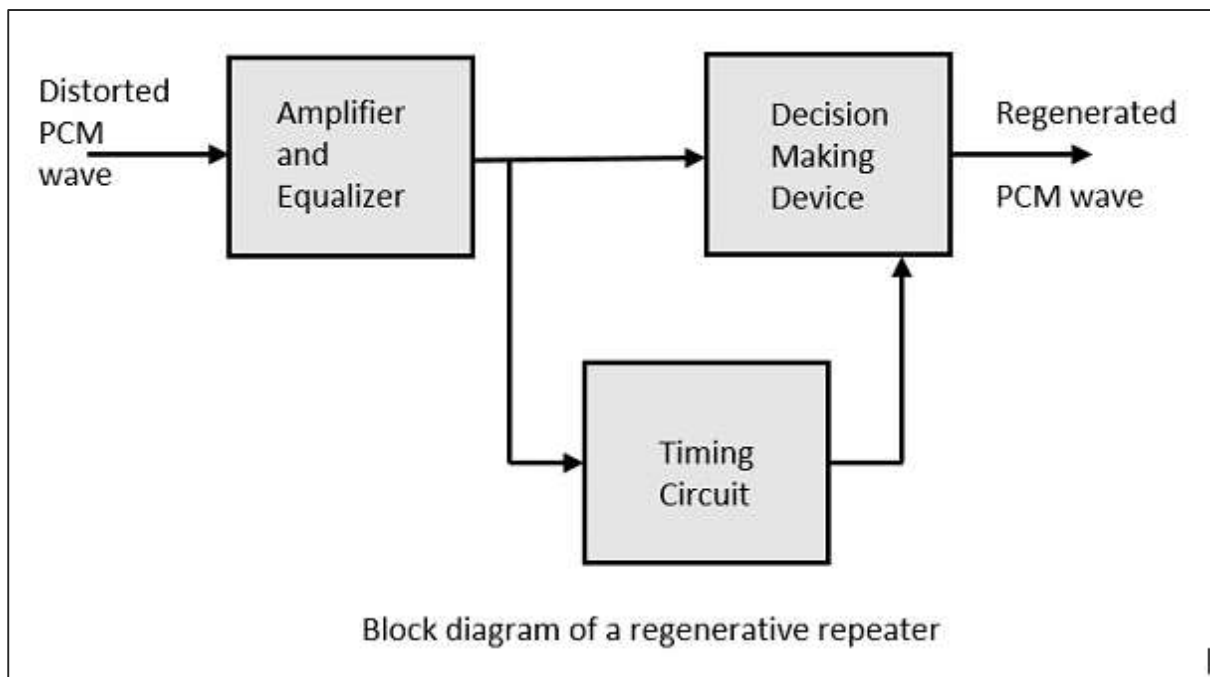 Distorted
PCM
wave
Amplifier
and
Equalizer
Decision
Making
Device
Regenerated
PCM wave
Timing
Circuit
Block diagram of a regenerative repeater